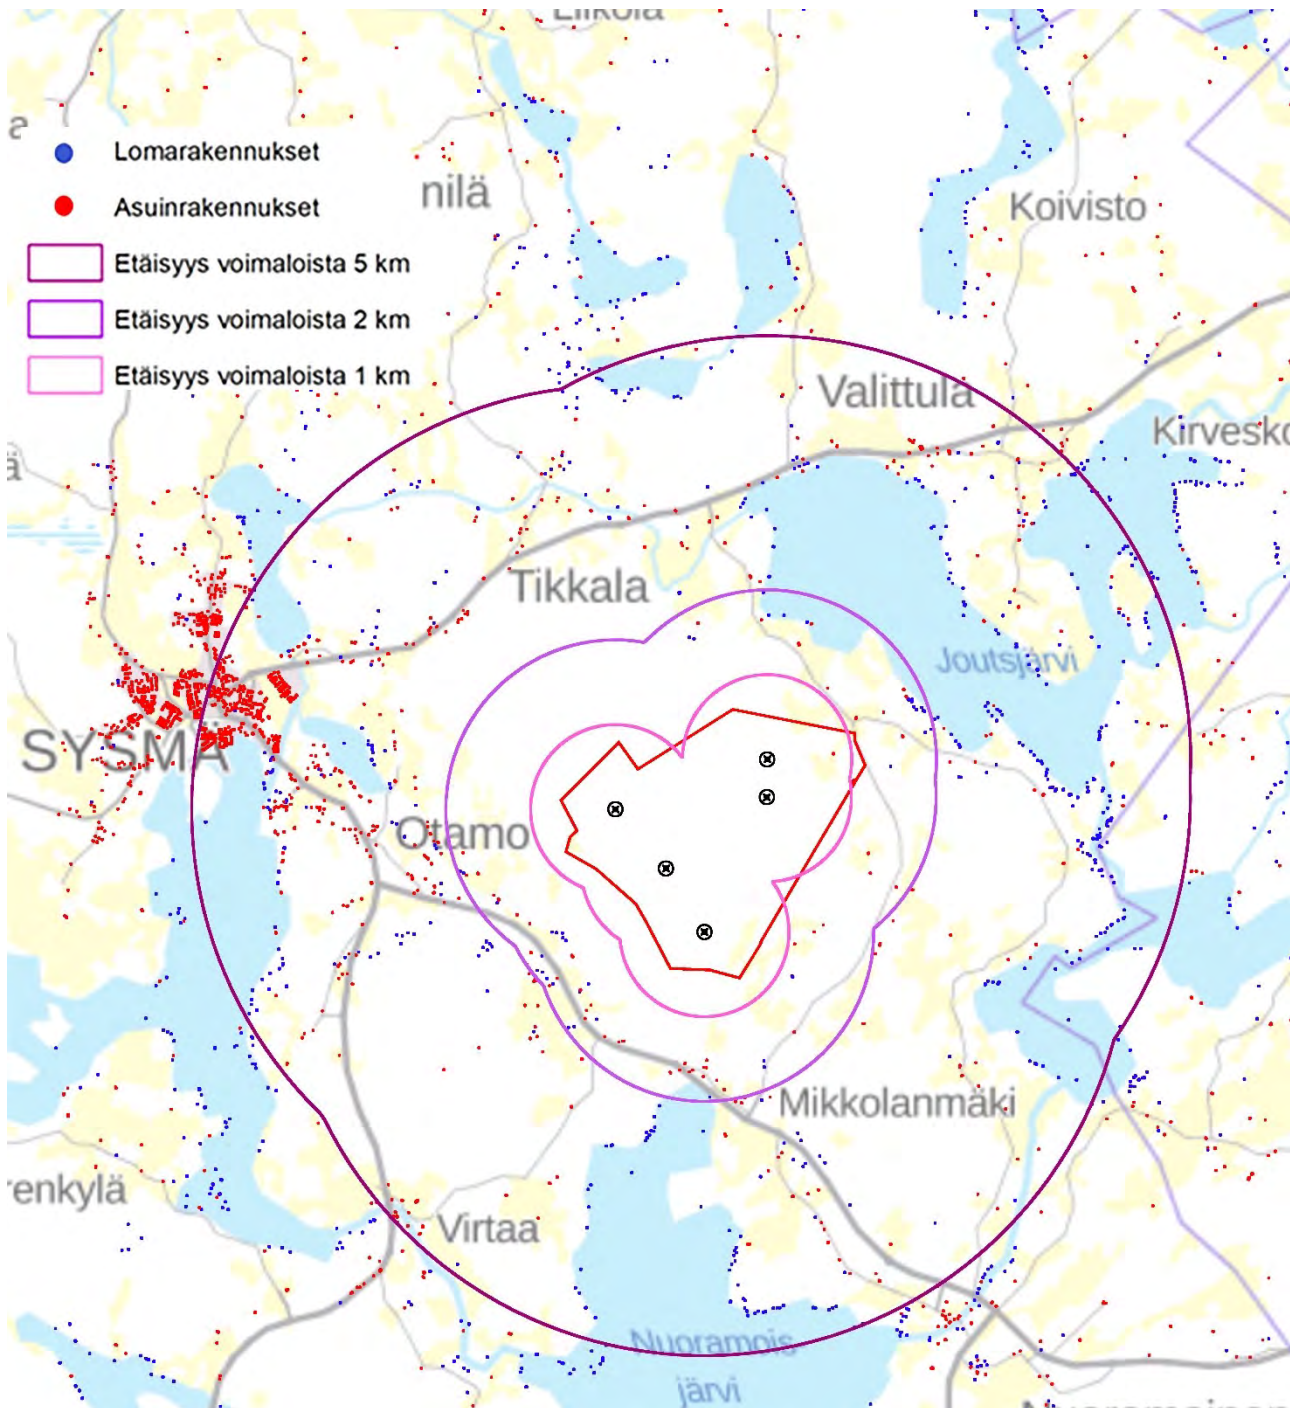 Lomarakennukset
Asuinrakennukset
Etäisyys voimaloista 5 km
Etäisyys voimaloista 2 km
Etäisyys voimaloista 1 km
nilä
Koivisto
Valittula
Tikkala
Joutsjärvi
SYSMÄ
Otamo
Mikkolanmäki
enkylä
Virtaa
Nuoramois
järvi